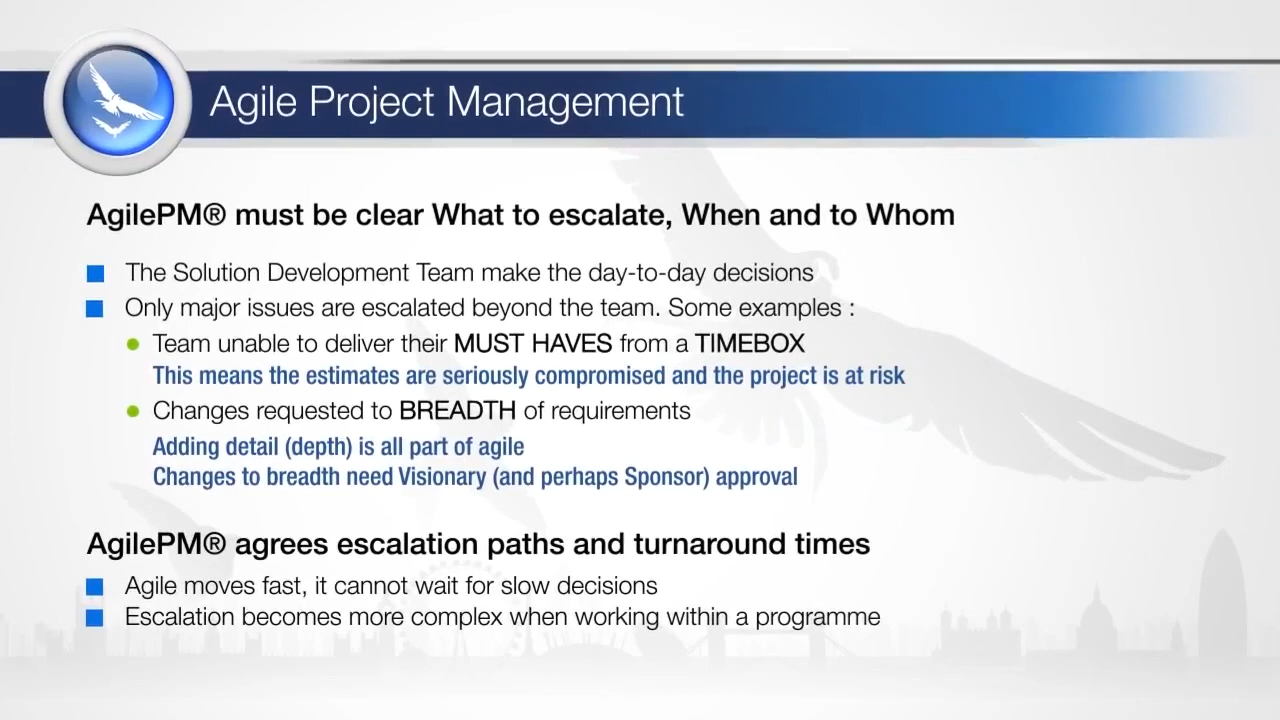 Agile Project Management
AgilePM® must be clear What to escalate, When and to Whom
The Solution Development Team make the day-to-day decisions
Only major issues are escalated beyond the team. Some examples :
Team unable to deliver their MUST HAVES from a TIMEBOX
This means the estimates are seriously compromised and the project is at risk
Changes requested to BREADTH of requirements
Adding detail (depth) is all part of agile
Changes to breadth need Visionary (and perhaps Sponsor) approval
AgilePM® agrees escalation paths and turnaround times
Agile moves fast, it cannot wait for slow decisions
Escalation becomes more complex when working within a programme